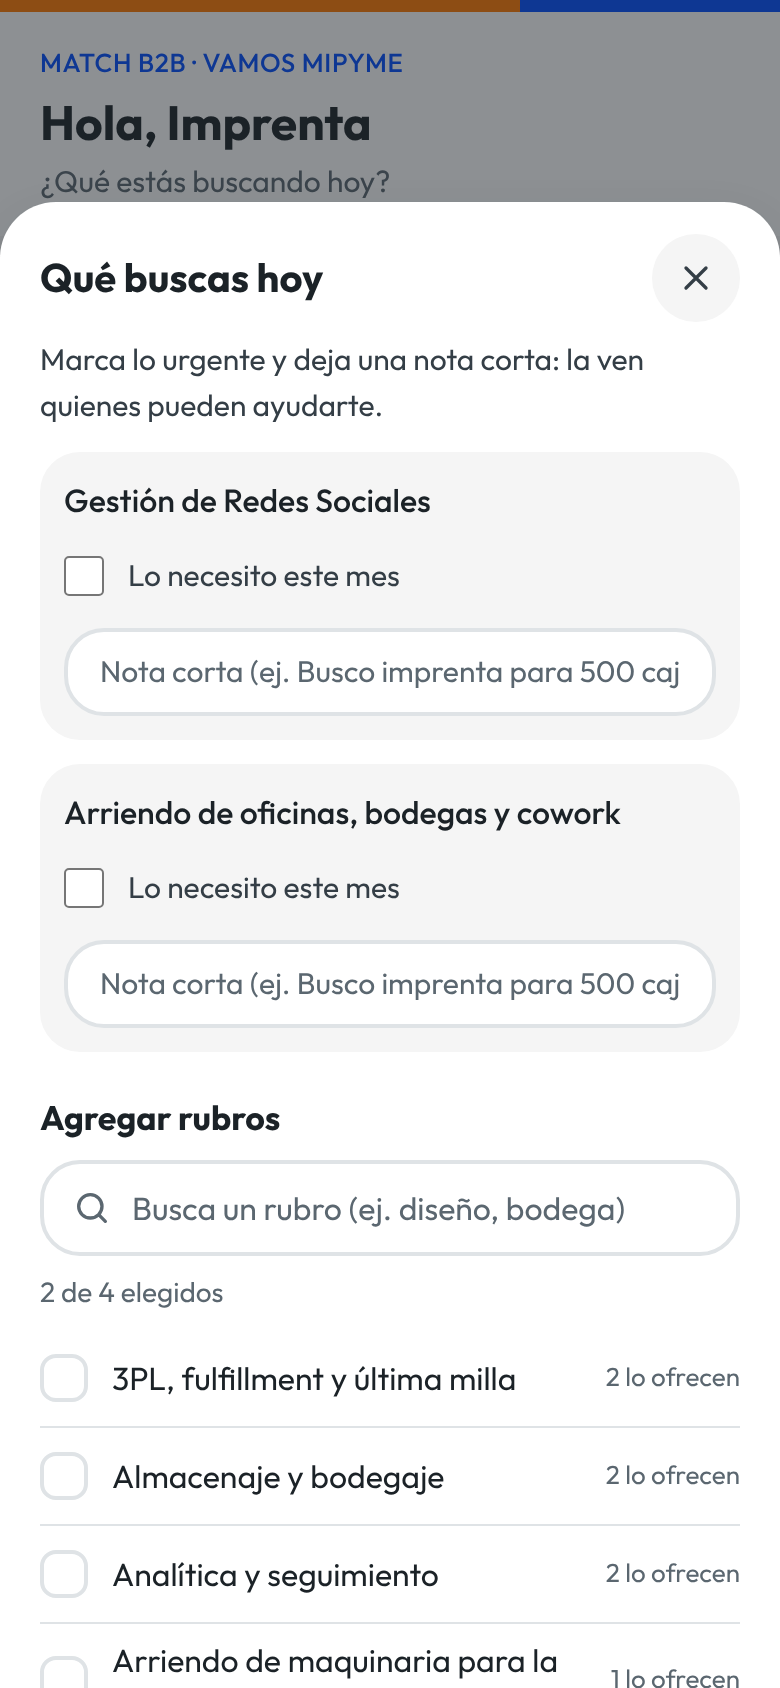 MATCH B2B · VAMOS MIPYME
Hola, Imprenta
¿Qué estás buscando hoy?
Qué buscas hoy
Marca lo urgente y deja una nota corta: la ven
quienes pueden ayudarte.
Gestión de Redes Sociales
Lo necesito este mes
Nota corta (ej. Busco imprenta para 500 caj
Arriendo de oficinas, bodegas y cowork
Lo necesito este mes
Nota corta (ej. Busco imprenta para 500 caj
Agregar rubros
Busca un rubro (ej. diseño, bodega)
2 de 4 elegidos
3PL, fulfillment y última milla 2 lo ofrecen
Almacenaje y bodegaje 2 lo ofrecen
Analítica y seguimiento 2 lo ofrecen
Arriendo de maquinaria para la 1 lo ofrecen